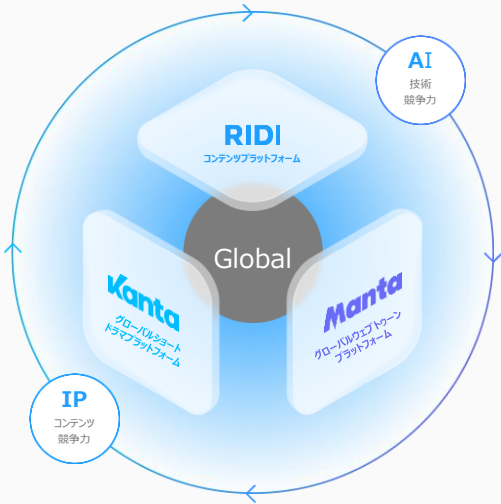 AI
技術
競争力
RIDI
コンテンツプラットフォーム
Global
Kanta
グローバルショート
ドラマプラットフォーム
Manta
グローバルウェブトゥーン
プラットフォーム
IP
コンテンツ
競争力